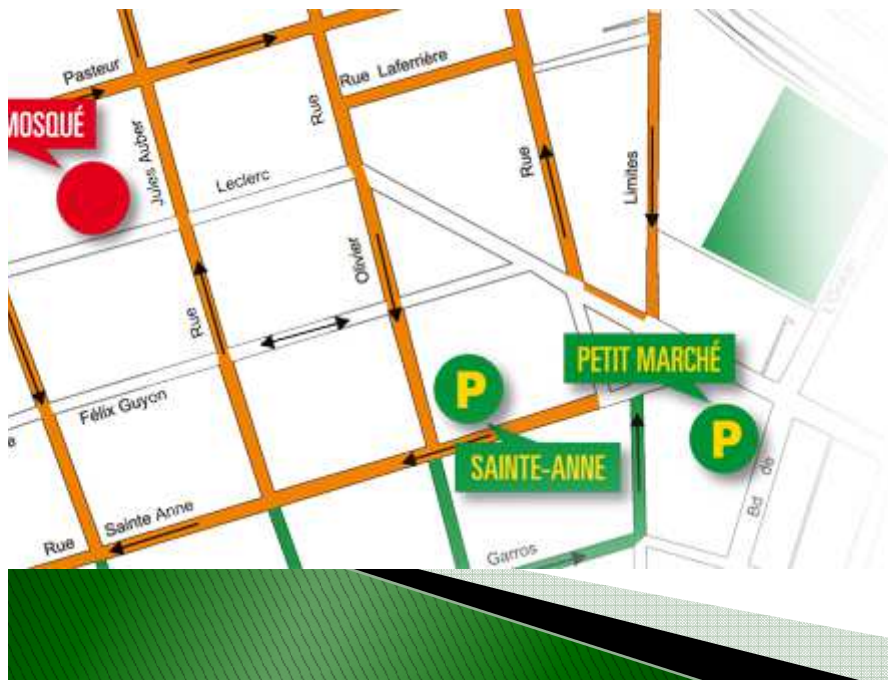 Pasteur
Rue Laferrière
MOSQUÉ
Jules Auber
Rue
Leclerc
Rue
Limites
Olivier
Rue
PETIT MARCHÉ
P
P
Félix Guyon
SAINTE-ANNE
Sainte Anne
Rue
Garros
Bd de